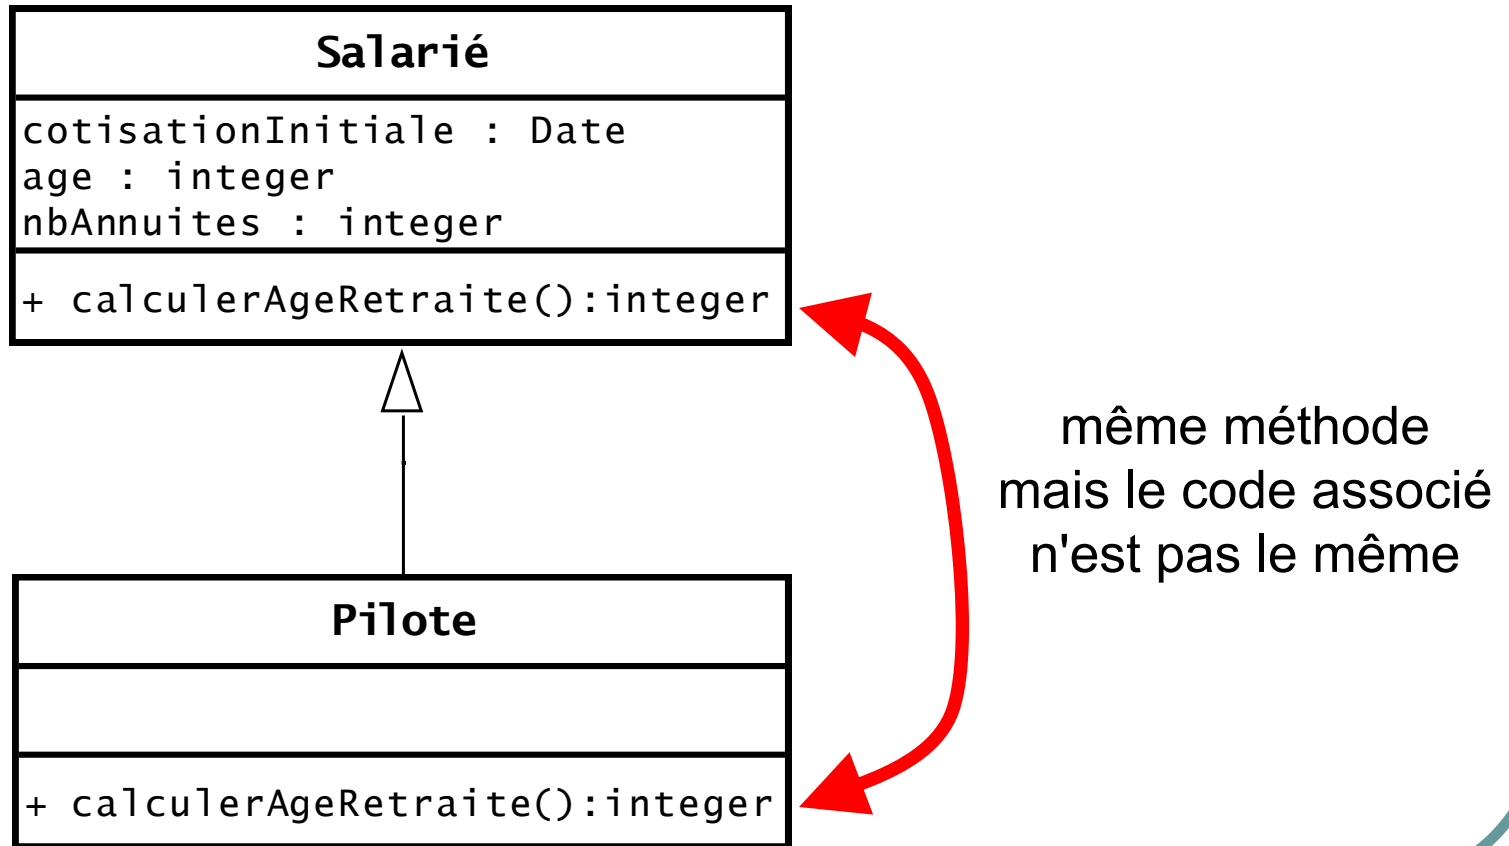 Salarié
cotisationInitiale : Date
age : integer
nbAnnuites : integer
+ calculerAgeRetraite():integer
même méthode
mais le code associé
n'est pas le même
Pilote
+ calculerAgeRetraite():integer